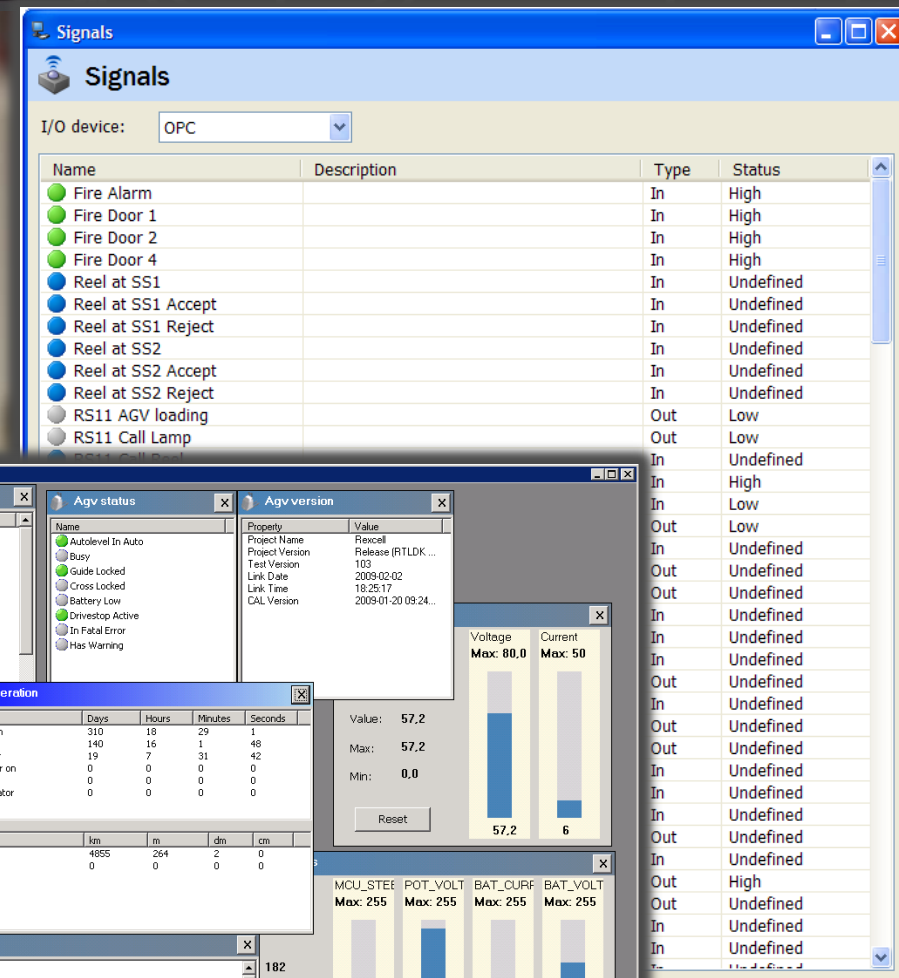 Signals
Signals
I/O device: OPC
Name Description Type Status
Fire Alarm In High
Fire Door 1 In High
Fire Door 2 In High
Fire Door 4 In High
Reel at SS1 In Undefined
Reel at SS1 Accept In Undefined
Reel at SS1 Reject In Undefined
Reel at SS2 In Undefined
Reel at SS2 Accept In Undefined
Reel at SS2 Reject In Undefined
RS11 AGV loading Out Low
RS11 Call Lamp Out Low
RS11 Call Reel In Undefined
In High
In Low
Out Low
In Undefined
Out Undefined
Out Undefined
In Undefined
In Undefined
In Undefined
Out Undefined
In Undefined
Out Undefined
Out Undefined
In Undefined
In Undefined
In Undefined
Out Undefined
In Undefined
Out High
Out Undefined
In Undefined
In Undefined
In Undefined
Agv status
Name
Autolevel In Auto
Busy
Guide Locked
Cross Locked
Battery Low
Drivestop Active
In Fatal Error
Has Warning
Agv version
Property Value
Project Name Rexcell
Project Version Release (RTLDK ...
Test Version 103
Link Date 2009-02-02
Link Time 18:25:17
CAL Version 2009-01-20 09:24...
Voltage Current
Max: 80,0 Max: 50
Value: 57,2
Max: 57,2
Min: 0,0
Reset
57,2 6
eration
Days Hours Minutes Seconds
310 18 29 1
140 16 1 48
19 7 31 42
r on 0 0 0 0
0 0 0 0
ator 0 0 0 0
km m dm cm
4855 264 2 0
0 0 0 0
s
MCU_STEE POT_VOLT BAT_CURF BAT_VOLT
Max: 255 Max: 255 Max: 255 Max: 255
182